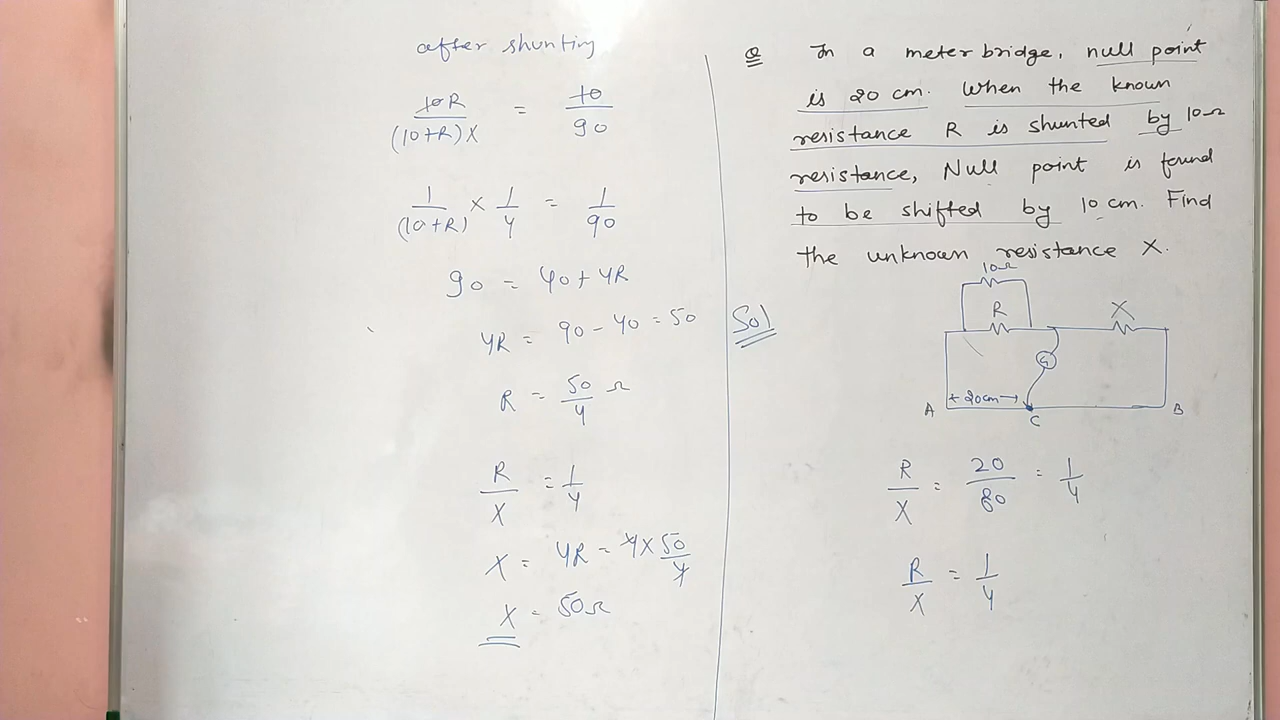 Q In a meter bridge, null point
is 20 cm. When the known
resistance R is shunted by 10Ω
resistance, Null point is found
to be shifted by 10 cm. Find
the unknown resistance X.
10Ω
R X
Sol
G
A 20cm C B
R/X = 20/80 = 1/4
R/X = 1/4
after shunting
10R/(10+R)X = 10/90
1/(10+R) × 1/4 = 1/90
90 = 40 + 4R
4R = 90 - 40 = 50
R = 50/4 Ω
R/X = 1/4
X = 4R = 4 × 50/4
X = 50Ω